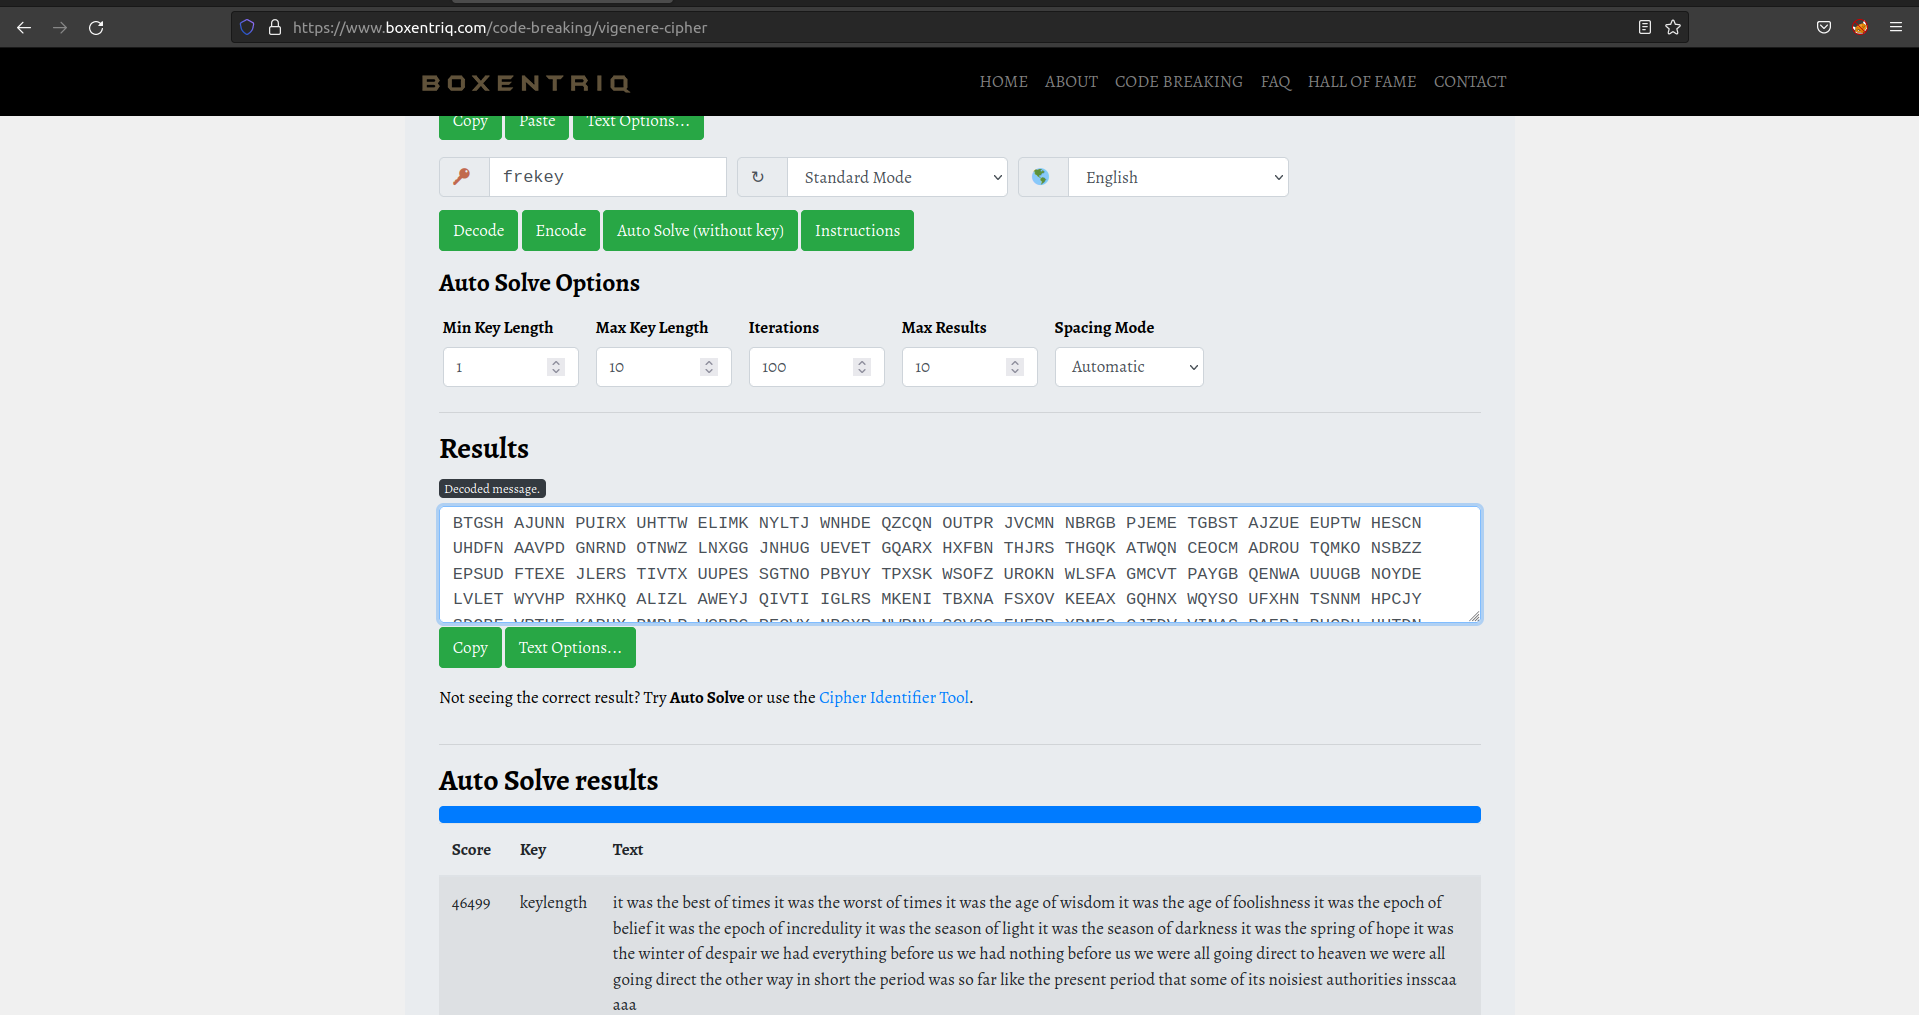 https://www.boxentriq.com/code-breaking/vigenere-cipher
BOXENTRIQ
HOME ABOUT CODE BREAKING FAQ HALL OF FAME CONTACT
Copy Paste Text Options...
frekey Standard Mode English
Decode Encode Auto Solve (without key) Instructions
Auto Solve Options
Min Key Length Max Key Length Iterations Max Results Spacing Mode
1 10 100 10 Automatic
Results
Decoded message.
BTGSH AJUNN PUIRX UHTTW ELIMK NYLTJ WNHDE QZCQN OUTPR JVCMN NBRGB PJEME TGBST AJZUE EUPTW HESCN
UHDFN AAVPD GNRND OTNWZ LNXGG JNHUG UEVET GQARX HXFBN THJRS THGQK ATWQN CEOCM ADROU TQMKO NSBZZ
EPSUD FTEXE JLERS TIVTX UUPES SGTNO PBYUY TPXSK WSOFZ UROKN WLSFA GMCVT PAYGB QENWA UUUGB NOYDE
LVLET WYVHP RXHKQ ALIZL AWEYJ QIVTI IGLRS MKENI TBXNA FSXOV KEEAX GQHNX WQYSO UFXHN TSNNM HPCJY
Copy Text Options...
Not seeing the correct result? Try Auto Solve or use the Cipher Identifier Tool.
Auto Solve results
Score Key Text
46499 keylength it was the best of times it was the worst of times it was the age of wisdom it was the age of foolishness it was the epoch of
belief it was the epoch of incredulity it was the season of light it was the season of darkness it was the spring of hope it was
the winter of despair we had everything before us we had nothing before us we were all going direct to heaven we were all
going direct the other way in short the period was so far like the present period that some of its noisiest authorities insscaa
aaa